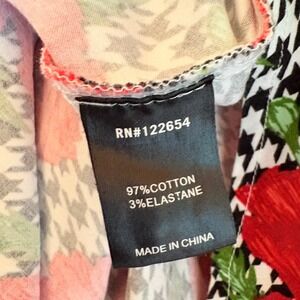 RN#122654
97%COTTON
3%ELASTANE
MADE IN CHINA